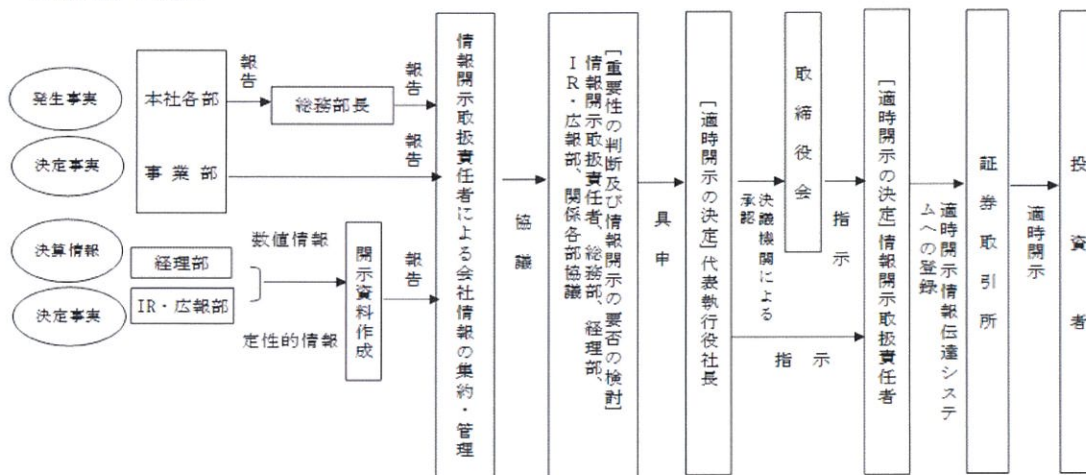 発生事実
決定事実
決算情報
決定事実
本社各部
事業部
報告
総務部長
報告
報告
経理部
IR・広報部
数値情報
定性的情報
開示資料作成
報告
情報開示取扱責任者による会社情報の集約・管理
協議
[重要性の判断及び情報開示の要否の検討]
情報開示取扱責任者、総務部、経理部、
IR・広報部、関係各部協議
具申
[適時開示の決定]代表執行役社長
決議機関による
承認
取締役会
指示
指示
[適時開示の決定]情報開示取扱責任者
適時開示情報伝達システ
ムへの登録
証券取引所
適時開示
投資者